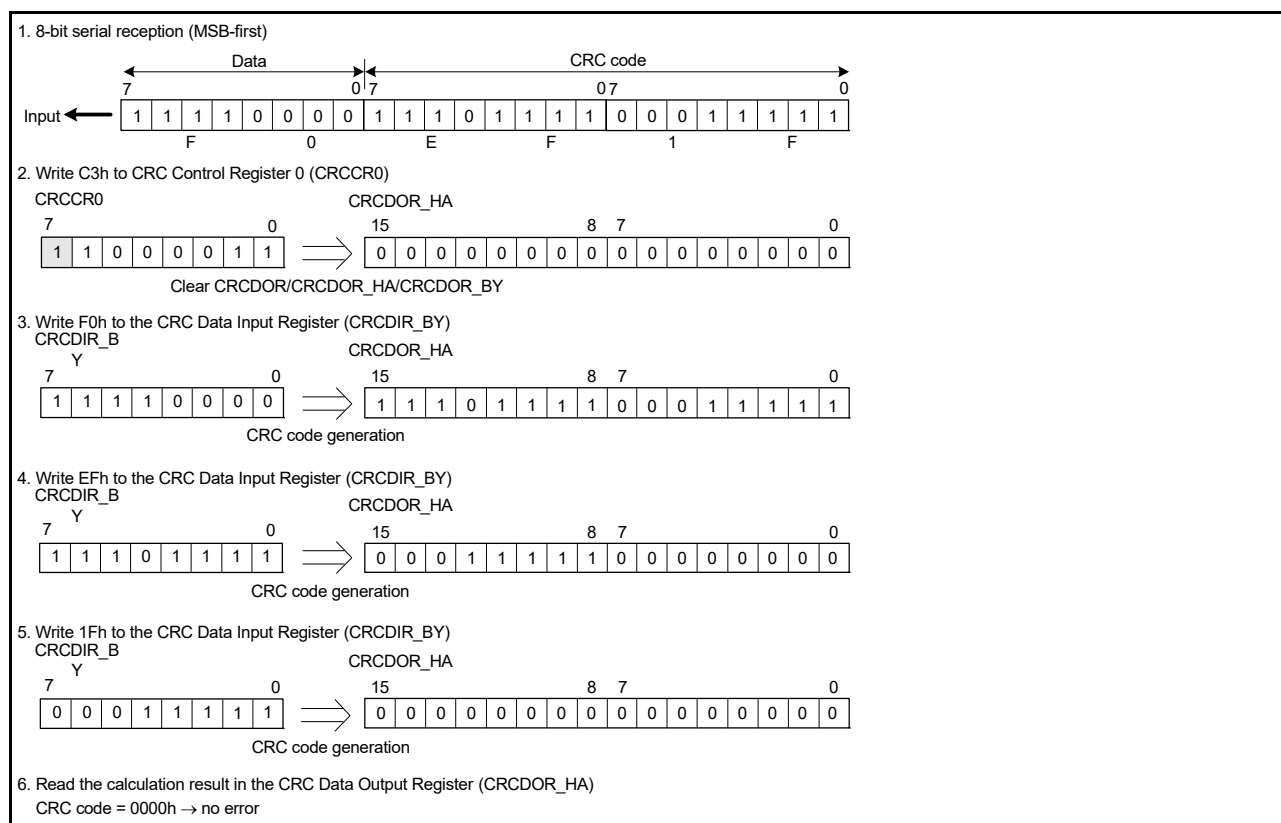 1. 8-bit serial reception (MSB-first)
Data CRC code
7 0 7 0 7 0
Input 1 1 1 1 0 0 0 0 1 1 1 0 1 1 1 1 0 0 0 1 1 1 1 1
F 0 E F 1 F
2. Write C3h to CRC Control Register 0 (CRCCR0)
CRCCR0 CRCDOR_HA
7 0 15 8 7 0
1 1 0 0 0 0 1 1 0 0 0 0 0 0 0 0 0 0 0 0 0 0 0 0
Clear CRCDOR/CRCDOR_HA/CRCDOR_BY
3. Write F0h to the CRC Data Input Register (CRCDIR_BY)
CRCDIR_B
Y CRCDOR_HA
7 0 15 8 7 0
1 1 1 1 0 0 0 0 1 1 1 0 1 1 1 1 0 0 0 1 1 1 1 1
CRC code generation
4. Write EFh to the CRC Data Input Register (CRCDIR_BY)
CRCDIR_B
Y CRCDOR_HA
7 0 15 8 7 0
1 1 1 0 1 1 1 1 0 0 0 1 1 1 1 1 0 0 0 0 0 0 0 0
CRC code generation
5. Write 1Fh to the CRC Data Input Register (CRCDIR_BY)
CRCDIR_B
Y CRCDOR_HA
7 0 15 8 7 0
0 0 0 1 1 1 1 1 0 0 0 0 0 0 0 0 0 0 0 0 0 0 0 0
CRC code generation
6. Read the calculation result in the CRC Data Output Register (CRCDOR_HA)
CRC code = 0000h → no error